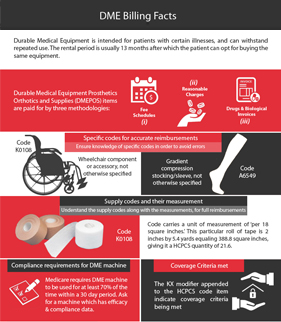 DME Billing Facts
Durable Medical Equipment is intended for patients with certain illnesses, and can withstand
repeated use. The rental period is usually 13 months after which the patient can opt for buying the
same equipment.
Durable Medical Equipment Prosthetics
Orthotics and Supplies (DMEPOS) items
are paid for by three methodologies:
Fee
Schedules
(i)
(ii)
Reasonable
Charges
Drugs & Biological
Invoices
(iii)
Specific codes for accurate reimbursements
Ensure knowledge of specific codes in order to avoid errors
Code
K0108
Wheelchair component
or accessory, not
otherwise specified
Gradient
compression
stocking/sleeve, not
otherwise specified
Code
A6549
Supply codes and their measurement
Understand the supply codes along with the measurements, for full reimbursements
Code
K0108
Code carries a unit of measurement of 'per 18
square inches.' This particular roll of tape is 2
inches by 5.4 yards equaling 388.8 square inches,
giving it a HCPCS quantity of 21.6.
Compliance requirements for DME machine
Medicare requires DME machine
to be used for at least 70% of the
time within a 30 day period. Ask
for a machine which has efficacy
& compliance data.
Coverage Criteria met
The KX modifier appended
to the HCPCS code item
indicate coverage criteria
being met